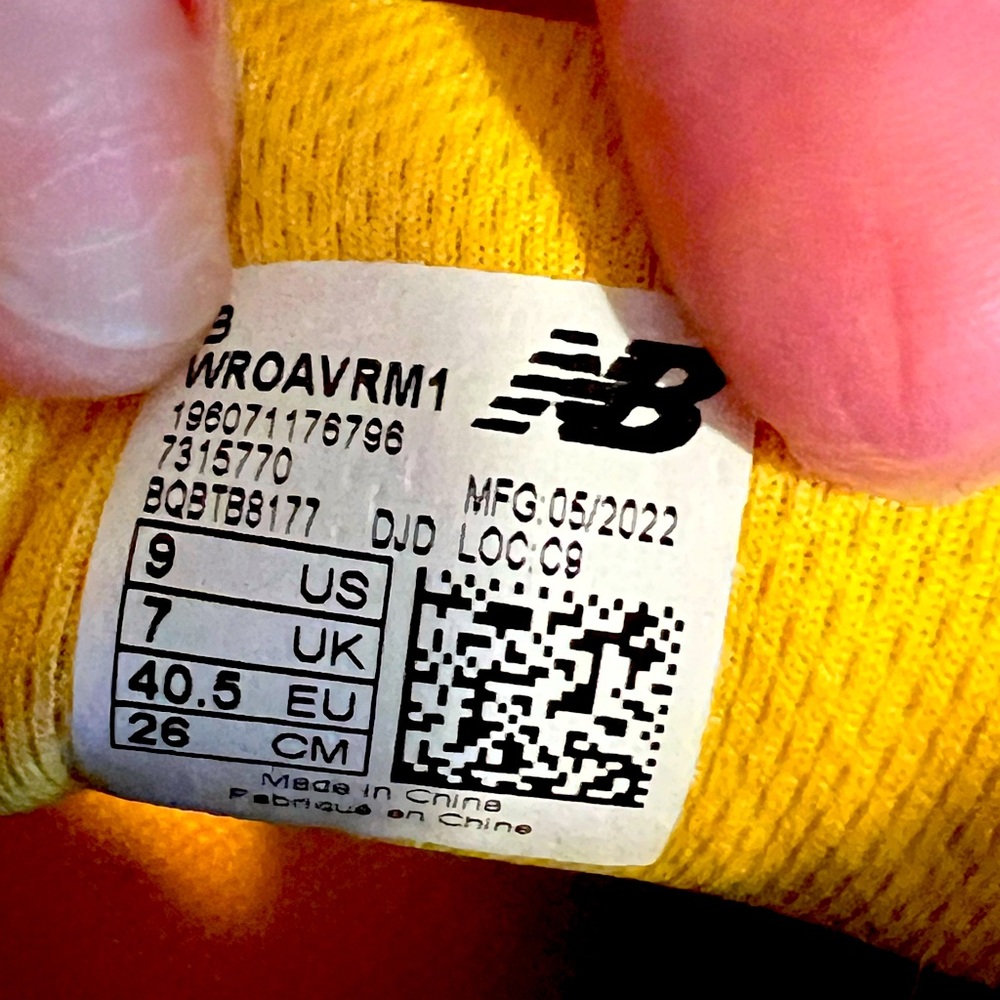 B
WROAVRM1
NB
196071176796
7315770
BQBTB8177
DJD
MFG:05/2022
LOC:C9
9 US
7 UK
40.5 EU
26 CM
Made in China
Fabriqué en Chine